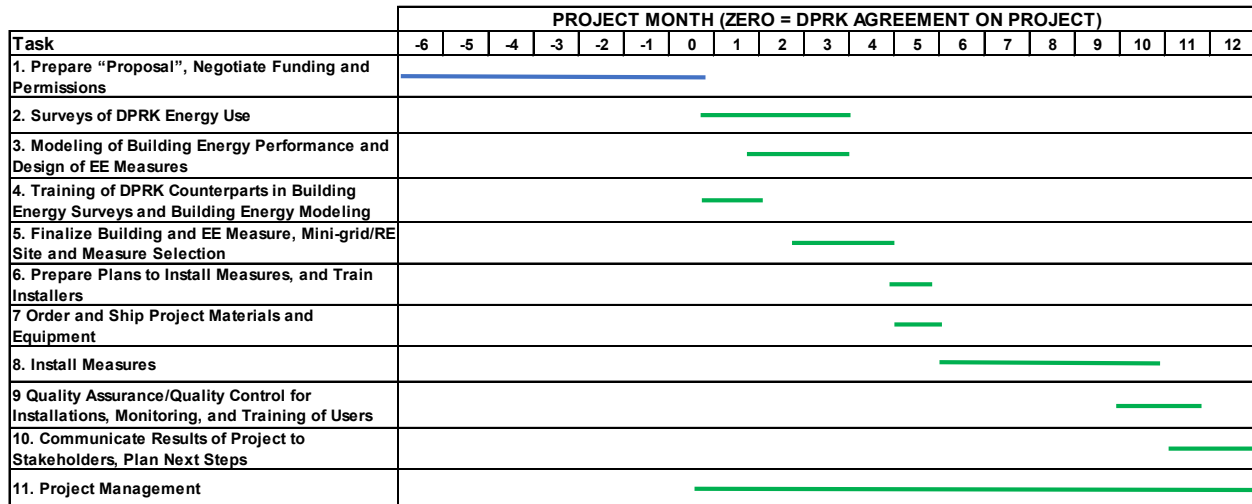 PROJECT MONTH (ZERO = DPRK AGREEMENT ON PROJECT)
Task -6 -5 -4 -3 -2 -1 0 1 2 3 4 5 6 7 8 9 10 11 12
1. Prepare “Proposal”, Negotiate Funding and
Permissions
2. Surveys of DPRK Energy Use
3. Modeling of Building Energy Performance and
Design of EE Measures
4. Training of DPRK Counterparts in Building
Energy Surveys and Building Energy Modeling
5. Finalize Building and EE Measure, Mini-grid/RE
Site and Measure Selection
6. Prepare Plans to Install Measures, and Train
Installers
7 Order and Ship Project Materials and
Equipment
8. Install Measures
9 Quality Assurance/Quality Control for
Installations, Monitoring, and Training of Users
10. Communicate Results of Project to
Stakeholders, Plan Next Steps
11. Project Management